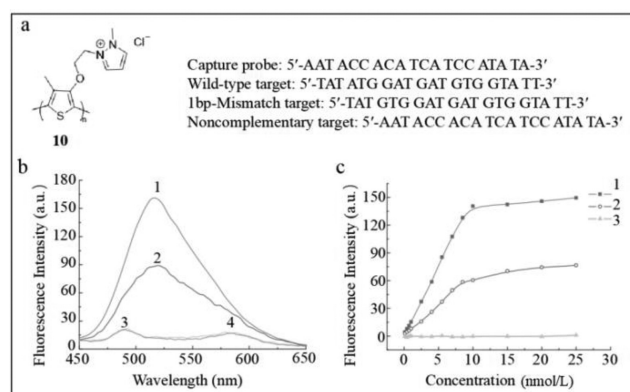 a
N
N
Cl⁻
O
S
n
10
Capture probe: 5′-AAT ACC ACA TCA TCC ATA TA-3′
Wild-type target: 5′-TAT ATG GAT GAT GTG GTA TT-3′
1bp-Mismatch target: 5′-TAT GTG GAT GAT GTG GTA TT-3′
Noncomplementary target: 5′-AAT ACC ACA TCA TCC ATA TA-3′
b
Fluorescence Intensity (a.u.)
180
150
120
90
60
30
0
1
2
3
4
450 500 550 600 650
Wavelength (nm)
c
Fluorescence Intensity (a.u.)
150
100
50
0
1
2
3
0 5 10 15 20 25 30
Concentration (nmol/L)